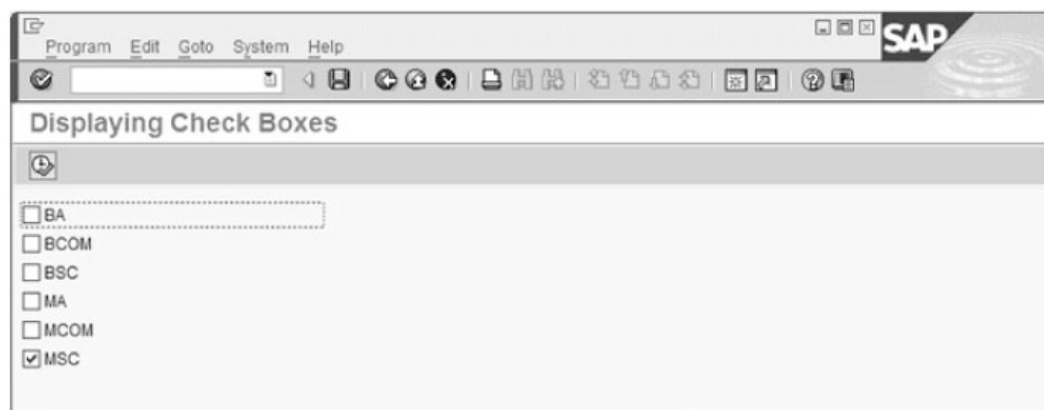 SAP
Program Edit Goto System Help
Displaying Check Boxes
BA
BCOM
BSC
MA
MCOM
MSC